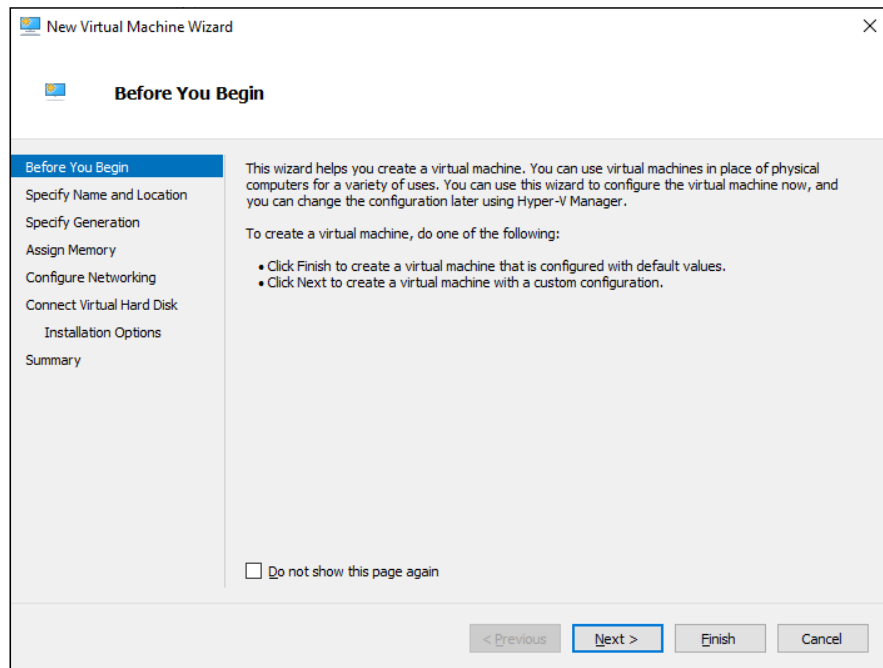 New Virtual Machine Wizard
Before You Begin
Before You Begin
Specify Name and Location
Specify Generation
Assign Memory
Configure Networking
Connect Virtual Hard Disk
Installation Options
Summary
This wizard helps you create a virtual machine. You can use virtual machines in place of physical
computers for a variety of uses. You can use this wizard to configure the virtual machine now, and
you can change the configuration later using Hyper-V Manager.
To create a virtual machine, do one of the following:
• Click Finish to create a virtual machine that is configured with default values.
• Click Next to create a virtual machine with a custom configuration.
Do not show this page again
< Previous
Next >
Finish
Cancel